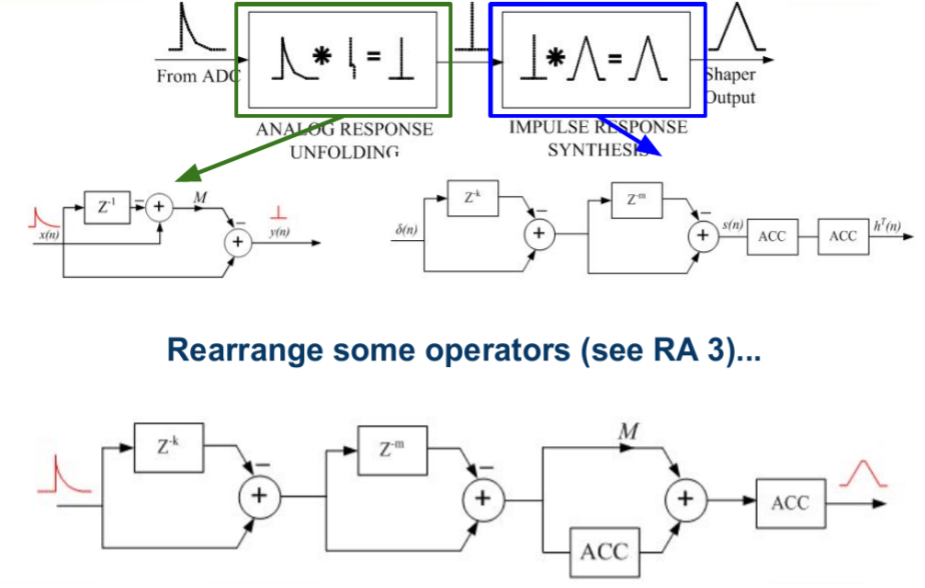 From ADC
* =
* =
Shaper
Output
ANALOG RESPONSE
UNFOLDING
IMPULSE RESPONSE
SYNTHESIS
x(n)
Z-1
−
+
M
−
+
y(n)
δ(n)
Z-k
−
+
Z-m
−
+
s(n)
ACC
ACC
hT(n)
Rearrange some operators (see RA 3)...
Z-k
−
+
Z-m
−
+
M
ACC
+
ACC